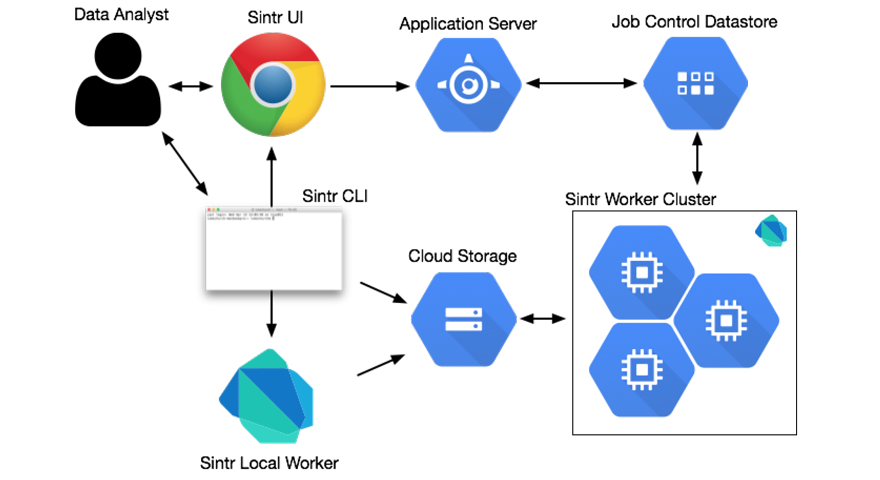 Data Analyst
Sintr UI
Application Server
Job Control Datastore
Sintr CLI
Sintr Worker Cluster
Cloud Storage
Sintr Local Worker